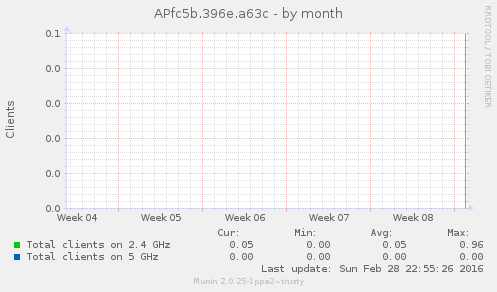 APfc5b.396e.a63c - by month
RRDTOOL / TOBI OETIKER
Clients
0.1
0.0
0.0
0.0
0.0
0.0
Week 04 Week 05 Week 06 Week 07 Week 08
Cur: Min: Avg: Max:
Total clients on 2.4 GHz 0.05 0.00 0.05 0.96
Total clients on 5 GHz 0.00 0.00 0.00 0.00
Last update: Sun Feb 28 22:55:26 2016
Munin 2.0.25-1ppa2~trusty